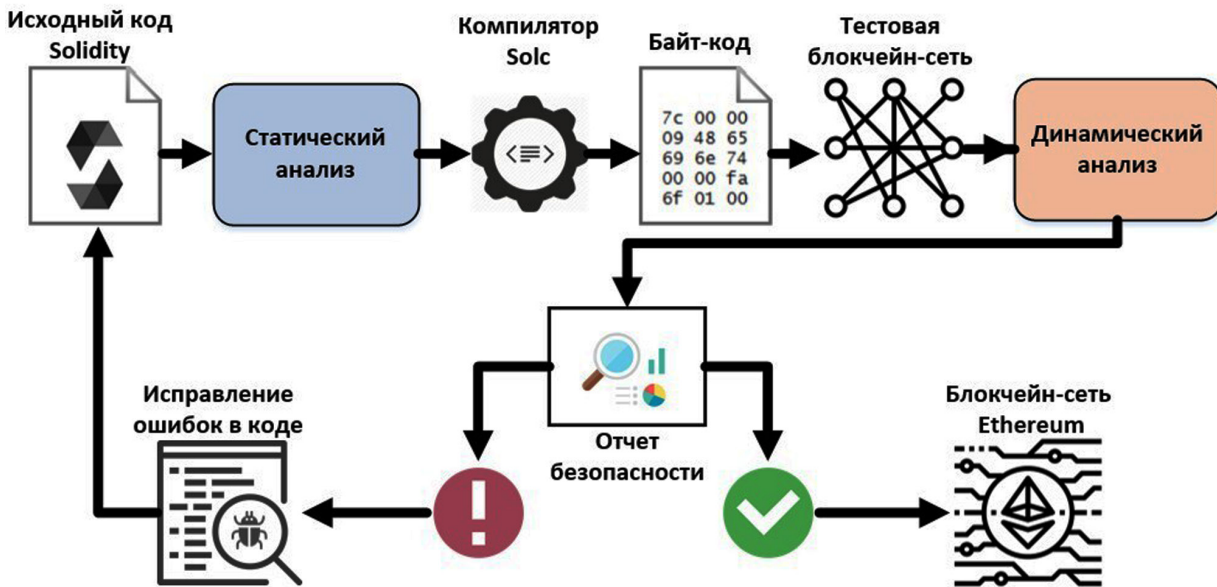 Исходный код
Solidity
Статический
анализ
Компилятор
Solc
Байт-код
7c 00 00
09 48 65
69 6e 74
00 00 fa
6f 01 00
Тестовая
блокчейн-сеть
Динамический
анализ
Отчет
безопасности
Исправление
ошибок в коде
Блокчейн-сеть
Ethereum